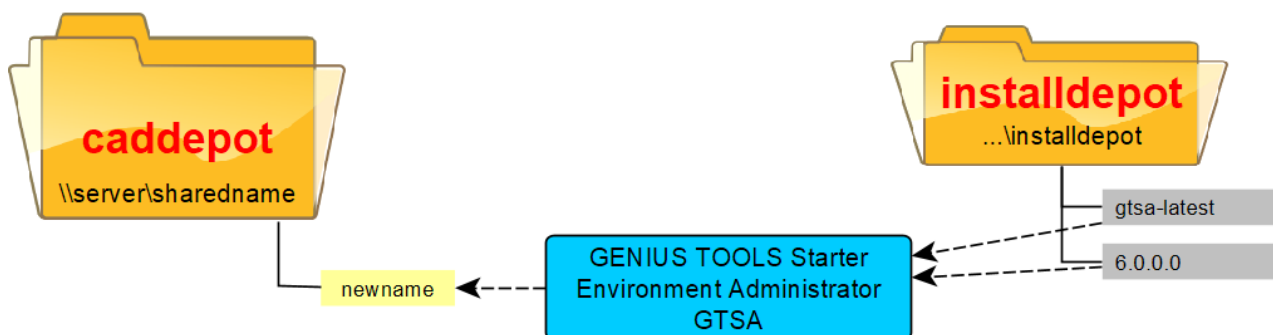 caddepot
\\server\sharedname
installdepot
...\installdepot
gtsa-latest
6.0.0.0
GENIUS TOOLS Starter
Environment Administrator
GTSA
newname